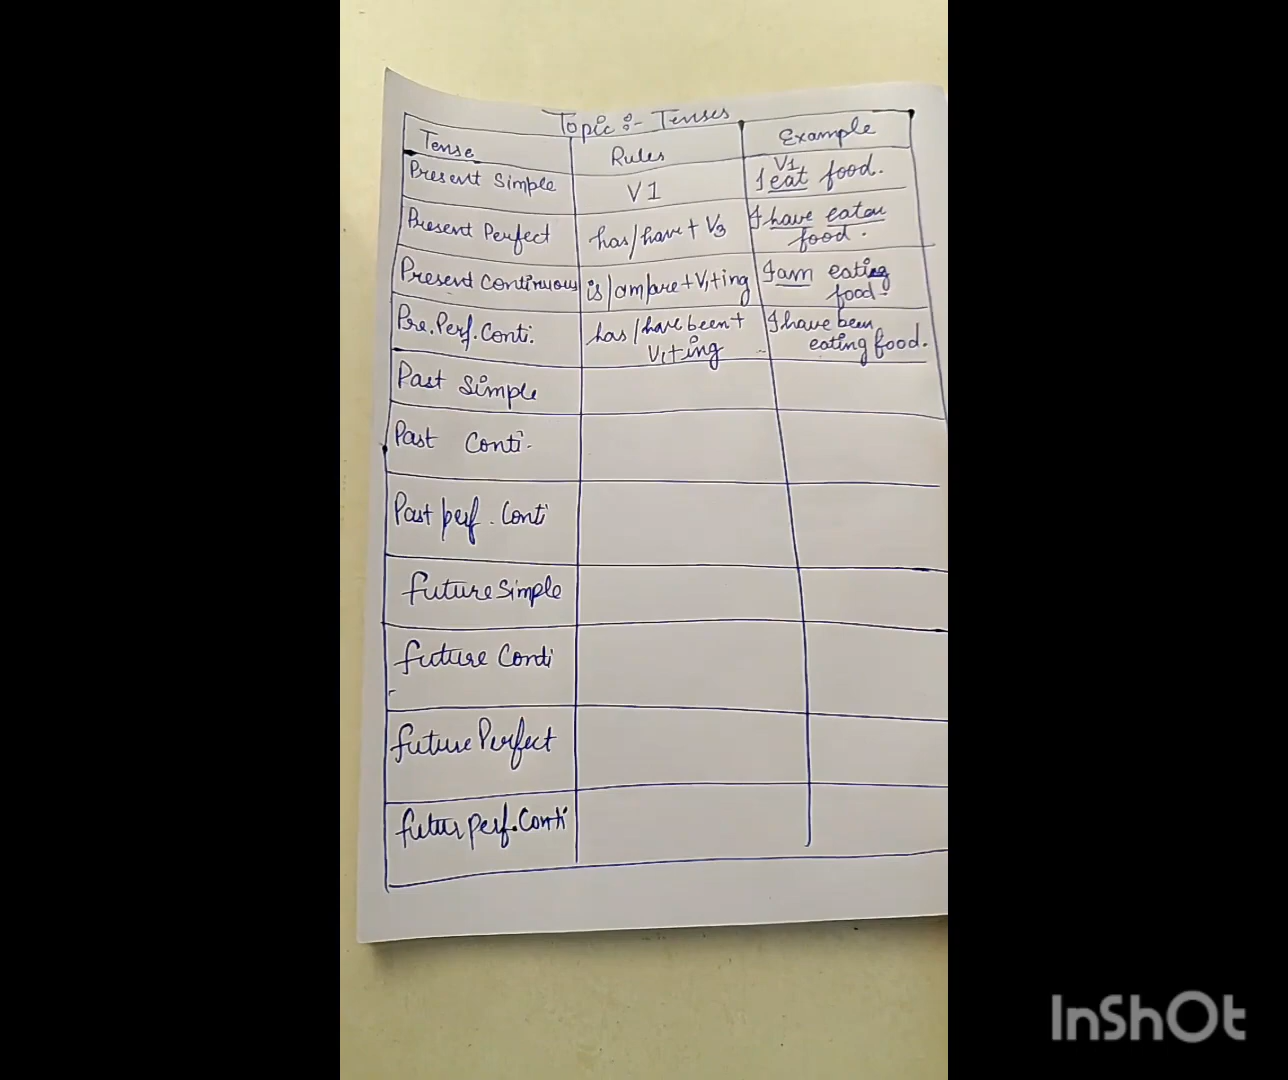 Topic :- Tenses
Tense Rules Example
Present Simple V1 V1 I eat food.
Present Perfect has/have + V3 I have eaten food.
Present Continuous is/am/are + V1 + ing I am eating food.
Pre. Perf. Conti. has/have been + V1 + ing I have been eating food.
Past Simple
Past Conti.
Past perf. Conti
future Simple
future Conti
future Perfect
futur perf. Conti
InShOt